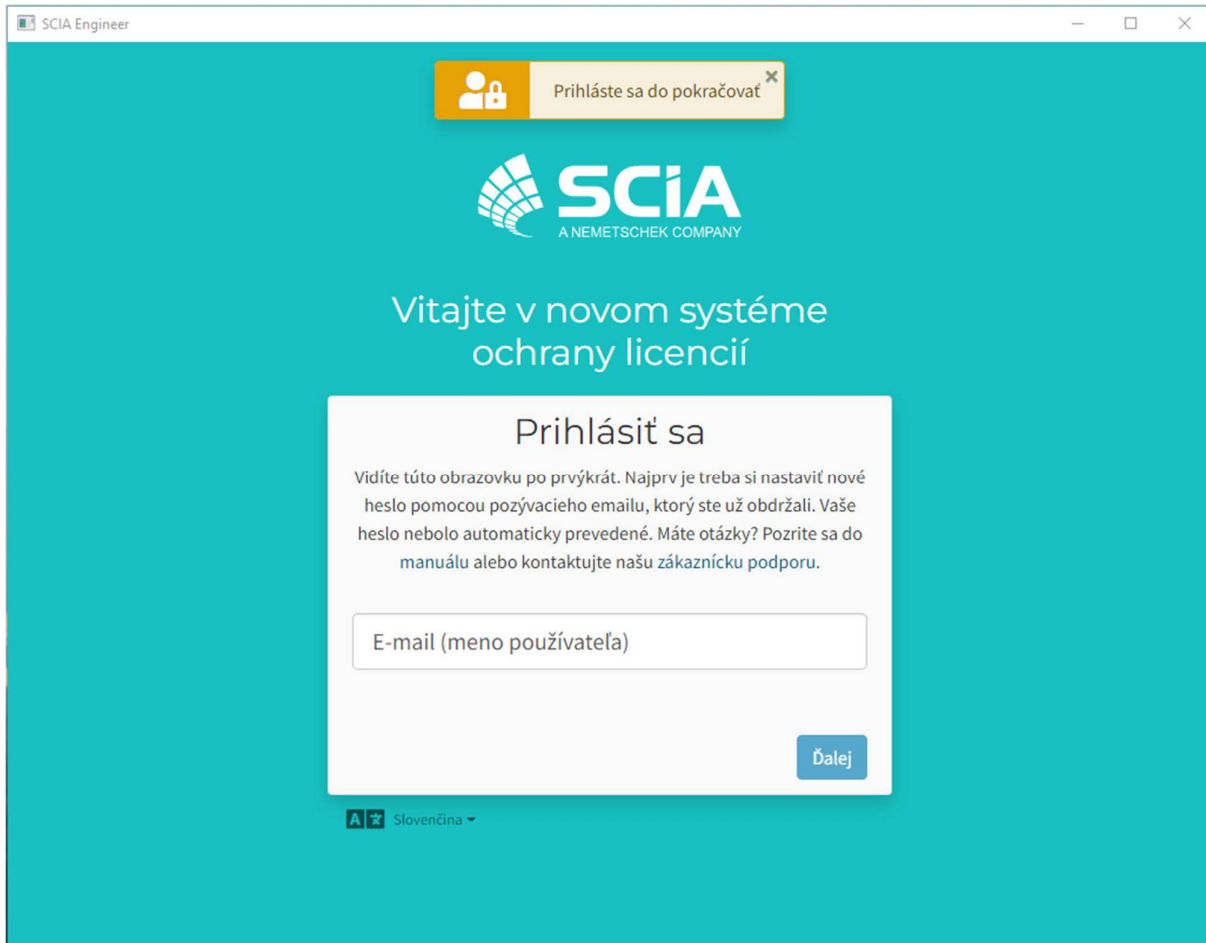 SCIA Engineer
Prihláste sa do pokračovať
SCiA
A NEMETSCHEK COMPANY
Vitajte v novom systéme
ochrany licencií
Prihlásiť sa
Vidíte túto obrazovku po prvýkrát. Najprv je treba si nastaviť nové
heslo pomocou pozývacieho emailu, ktorý ste už obdržali. Vaše
heslo nebolo automaticky prevedené. Máte otázky? Pozrite sa do
manuálu alebo kontaktujte našu zákaznícku podporu.
E-mail (meno používateľa)
Ďalej
Slovenčina